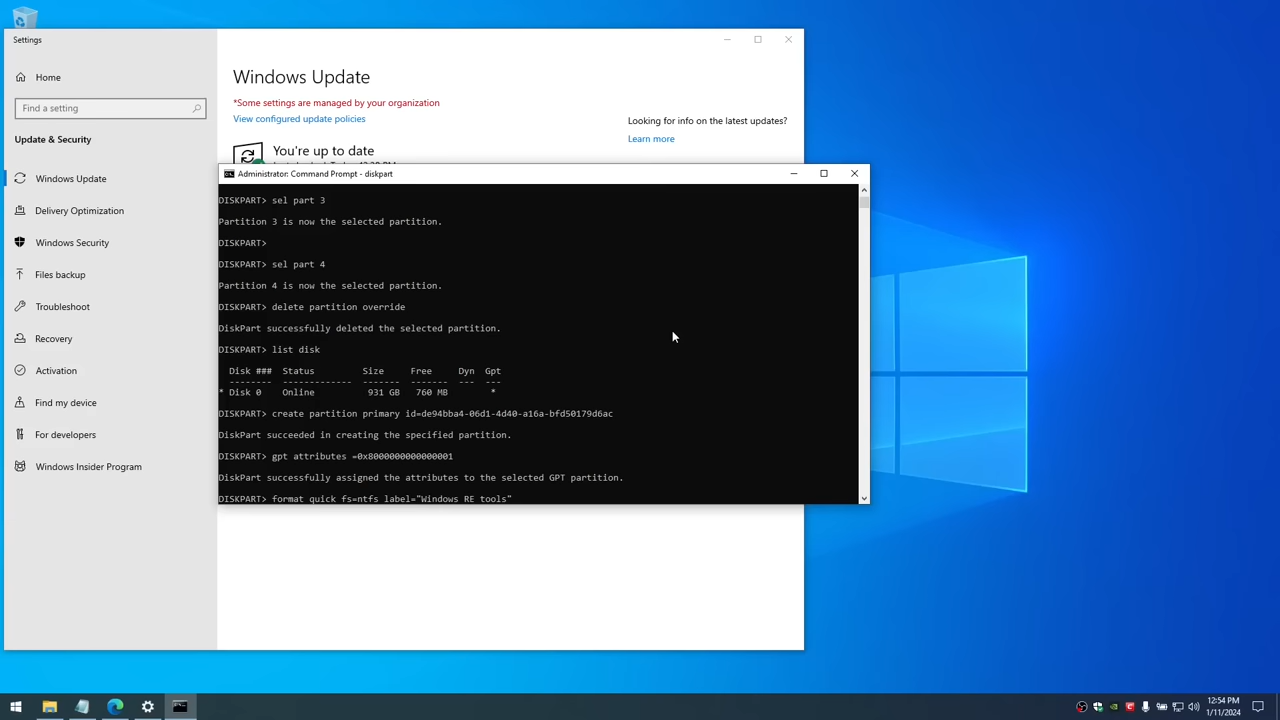 Settings
Home
Find a setting
Update & Security
Windows Update
Delivery Optimization
Windows Security
Files backup
Troubleshoot
Recovery
Activation
Find my device
For developers
Windows Insider Program
Windows Update
*Some settings are managed by your organization
View configured update policies
You're up to date
Looking for info on the latest updates?
Learn more
Administrator: Command Prompt - diskpart
DISKPART> sel part 3
Partition 3 is now the selected partition.
DISKPART>
DISKPART> sel part 4
Partition 4 is now the selected partition.
DISKPART> delete partition override
DiskPart successfully deleted the selected partition.
DISKPART> list disk
Disk ### Status Size Free Dyn Gpt
-------- ------------- ------- ------- --- ---
* Disk 0 Online 931 GB 760 MB *
DISKPART> create partition primary id=de94bba4-06d1-4d40-a16a-bfd50179d6ac
DiskPart succeeded in creating the specified partition.
DISKPART> gpt attributes =0x8000000000000001
DiskPart successfully assigned the attributes to the selected GPT partition.
DISKPART> format quick fs=ntfs label="Windows RE tools"
12:54 PM
1/11/2024